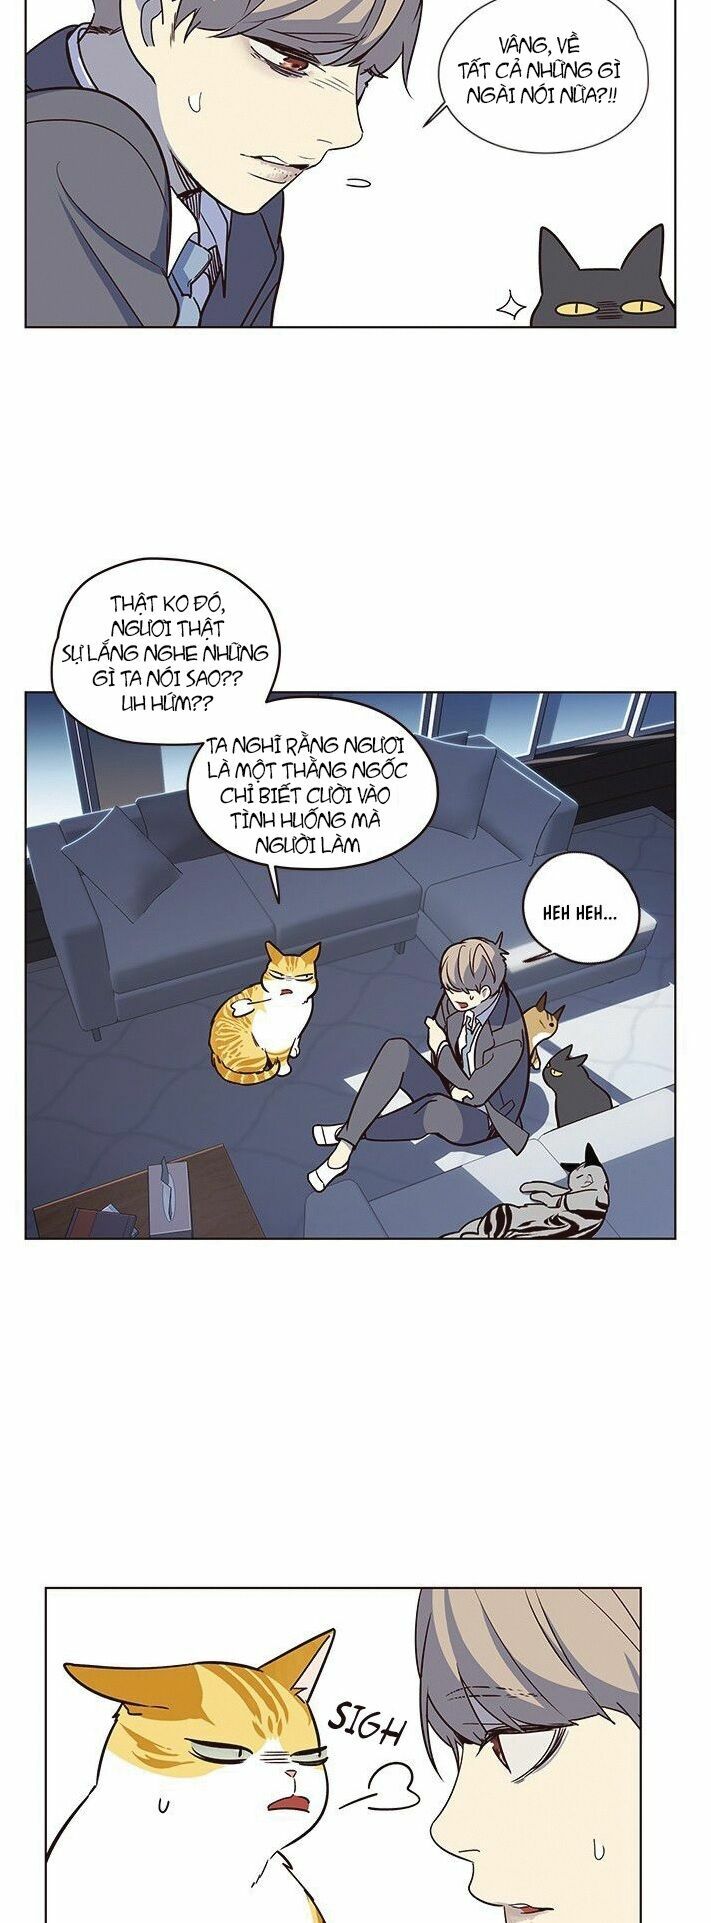 VÂNG, VỀ
TẤT CẢ NHỮNG GÌ
NGÀI NÓI NỮA?!!
THẬT KO ĐÓ,
NGƯƠI THẬT
SỰ LẮNG NGHE NHỮNG
GÌ TA NÓI SAO??
UH HỨM??
TA NGHĨ RẰNG NGƯƠI
LÀ MỘT THẰNG NGỐC
CHỈ BIẾT CƯỜI VÀO
TÌNH HUỐNG MÀ
NGƯỜI LÀM
HEH HEH...
SIGH